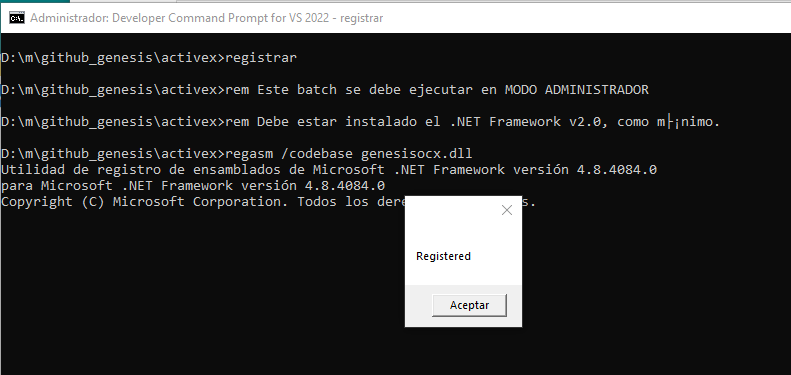 Administrador: Developer Command Prompt for VS 2022 - registrar
D:\m\github_genesis\activex>registrar
D:\m\github_genesis\activex>rem Este batch se debe ejecutar en MODO ADMINISTRADOR
D:\m\github_genesis\activex>rem Debe estar instalado el .NET Framework v2.0, como m├¡nimo.
D:\m\github_genesis\activex>regasm /codebase genesisocx.dll
Utilidad de registro de ensamblados de Microsoft .NET Framework versión 4.8.4084.0
para Microsoft .NET Framework versión 4.8.4084.0
Copyright (C) Microsoft Corporation. Todos los dere s.
Registered
Aceptar